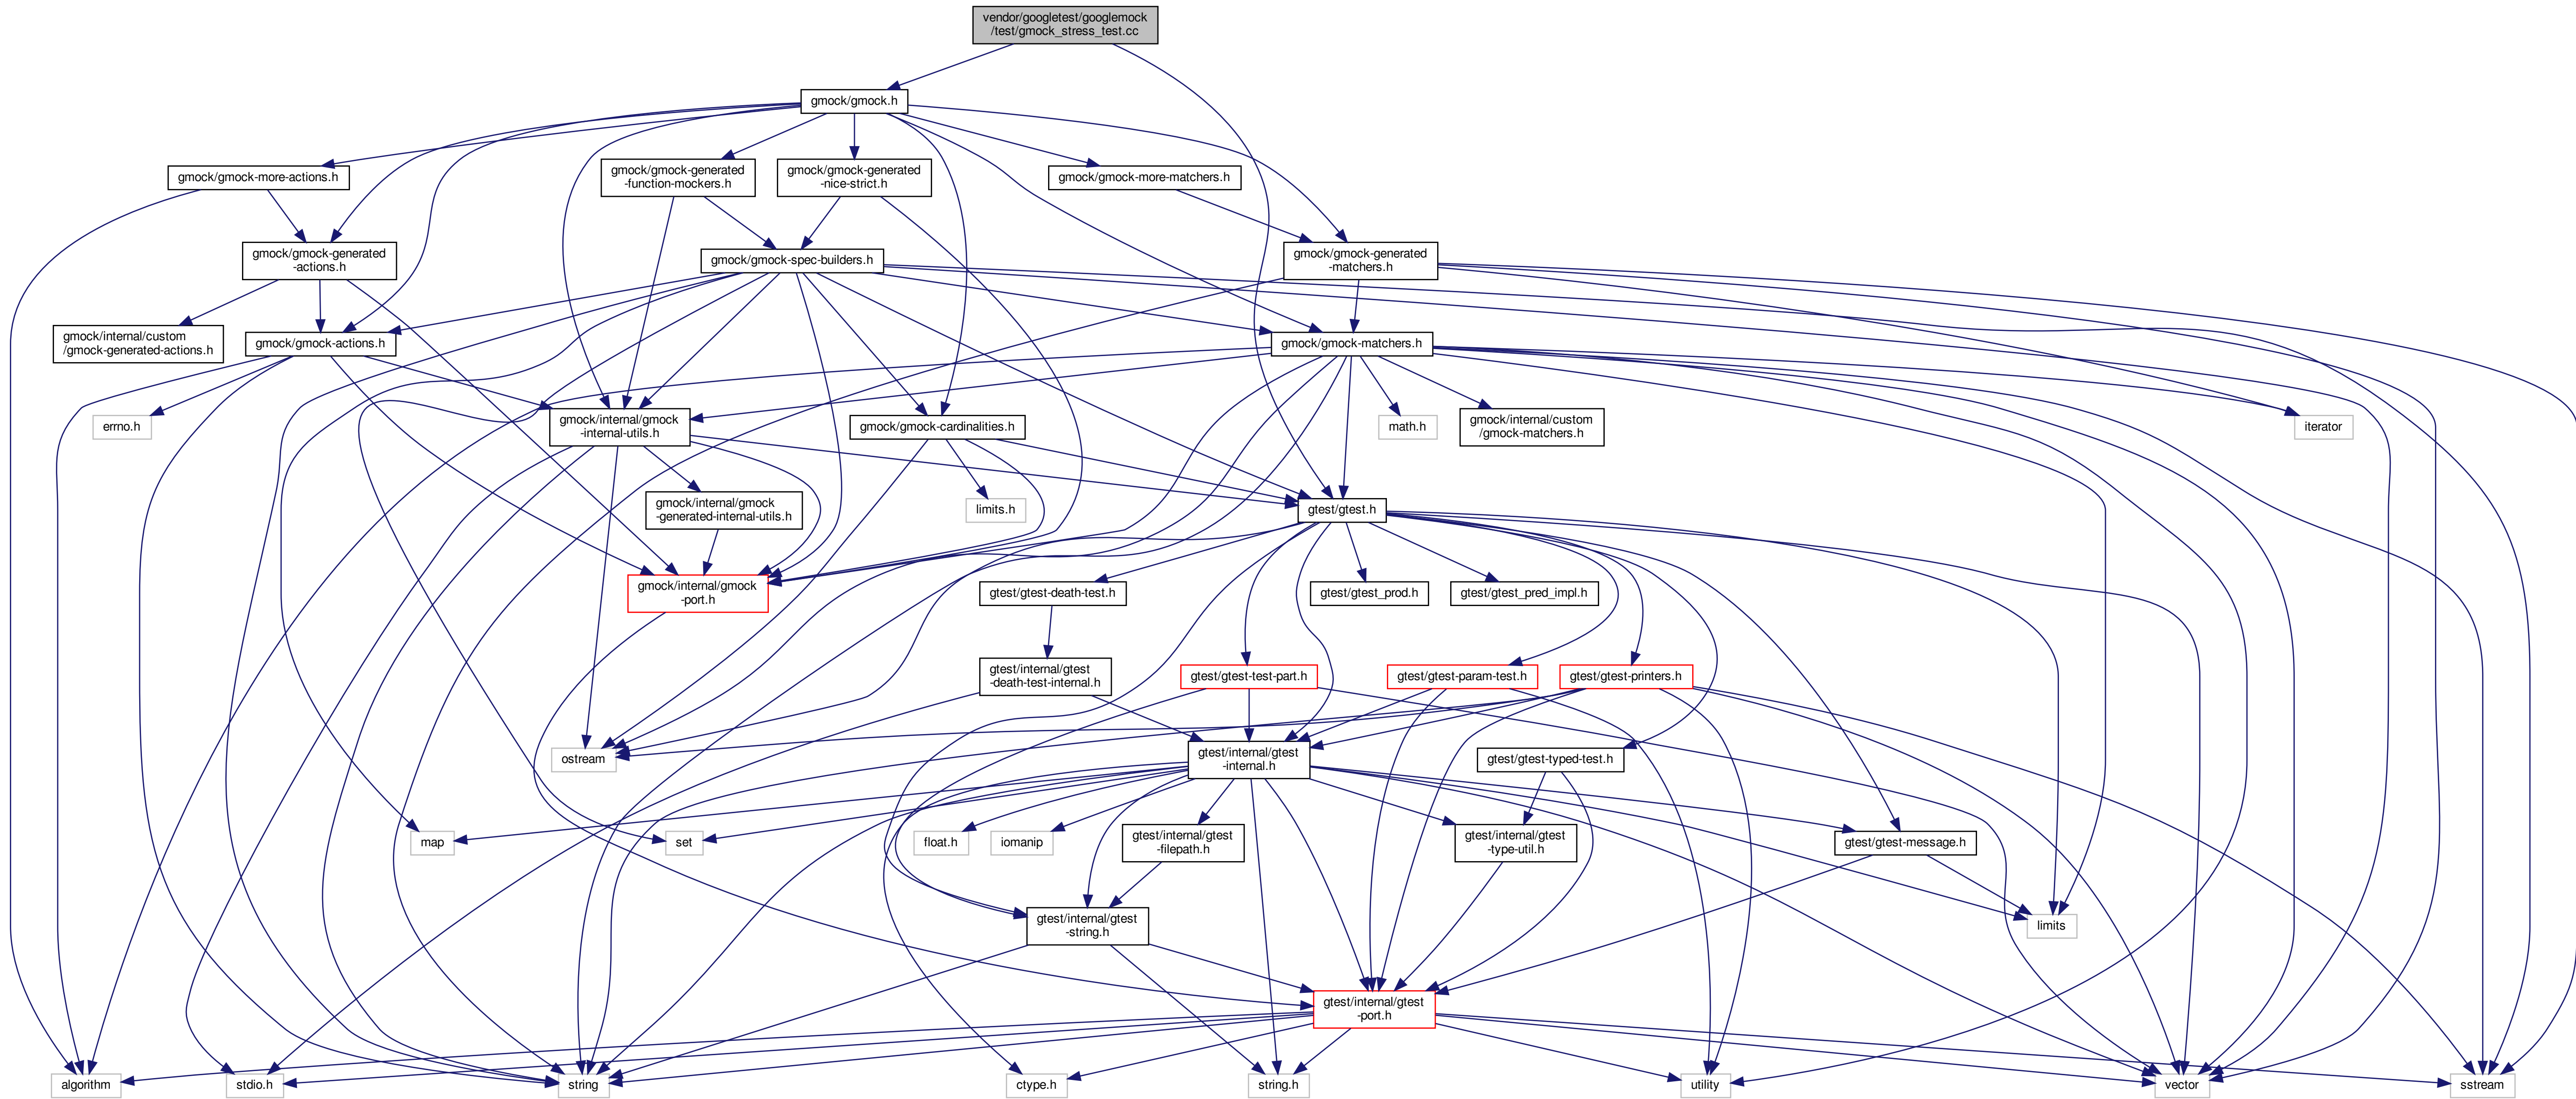 vendor/googletest/googlemock
/test/gmock_stress_test.cc
gmock/gmock.h
gmock/gmock-more-actions.h
gmock/gmock-generated
-function-mockers.h
gmock/gmock-generated
-nice-strict.h
gmock/gmock-more-matchers.h
gmock/gmock-generated
-actions.h
gmock/gmock-spec-builders.h
gmock/gmock-generated
-matchers.h
gmock/internal/custom
/gmock-generated-actions.h
gmock/gmock-actions.h
gmock/gmock-matchers.h
errno.h
gmock/internal/gmock
-internal-utils.h
gmock/gmock-cardinalities.h
math.h
gmock/internal/custom
/gmock-matchers.h
iterator
gmock/internal/gmock
-generated-internal-utils.h
limits.h
gtest/gtest.h
gmock/internal/gmock
-port.h
gtest/gtest-death-test.h
gtest/gtest_prod.h
gtest/gtest_pred_impl.h
gtest/internal/gtest
-death-test-internal.h
gtest/gtest-test-part.h
gtest/gtest-param-test.h
gtest/gtest-printers.h
ostream
gtest/internal/gtest
-internal.h
gtest/gtest-typed-test.h
map
set
float.h
iomanip
gtest/internal/gtest
-filepath.h
gtest/internal/gtest
-type-util.h
gtest/gtest-message.h
gtest/internal/gtest
-string.h
limits
gtest/internal/gtest
-port.h
algorithm
stdio.h
string
ctype.h
string.h
utility
vector
sstream